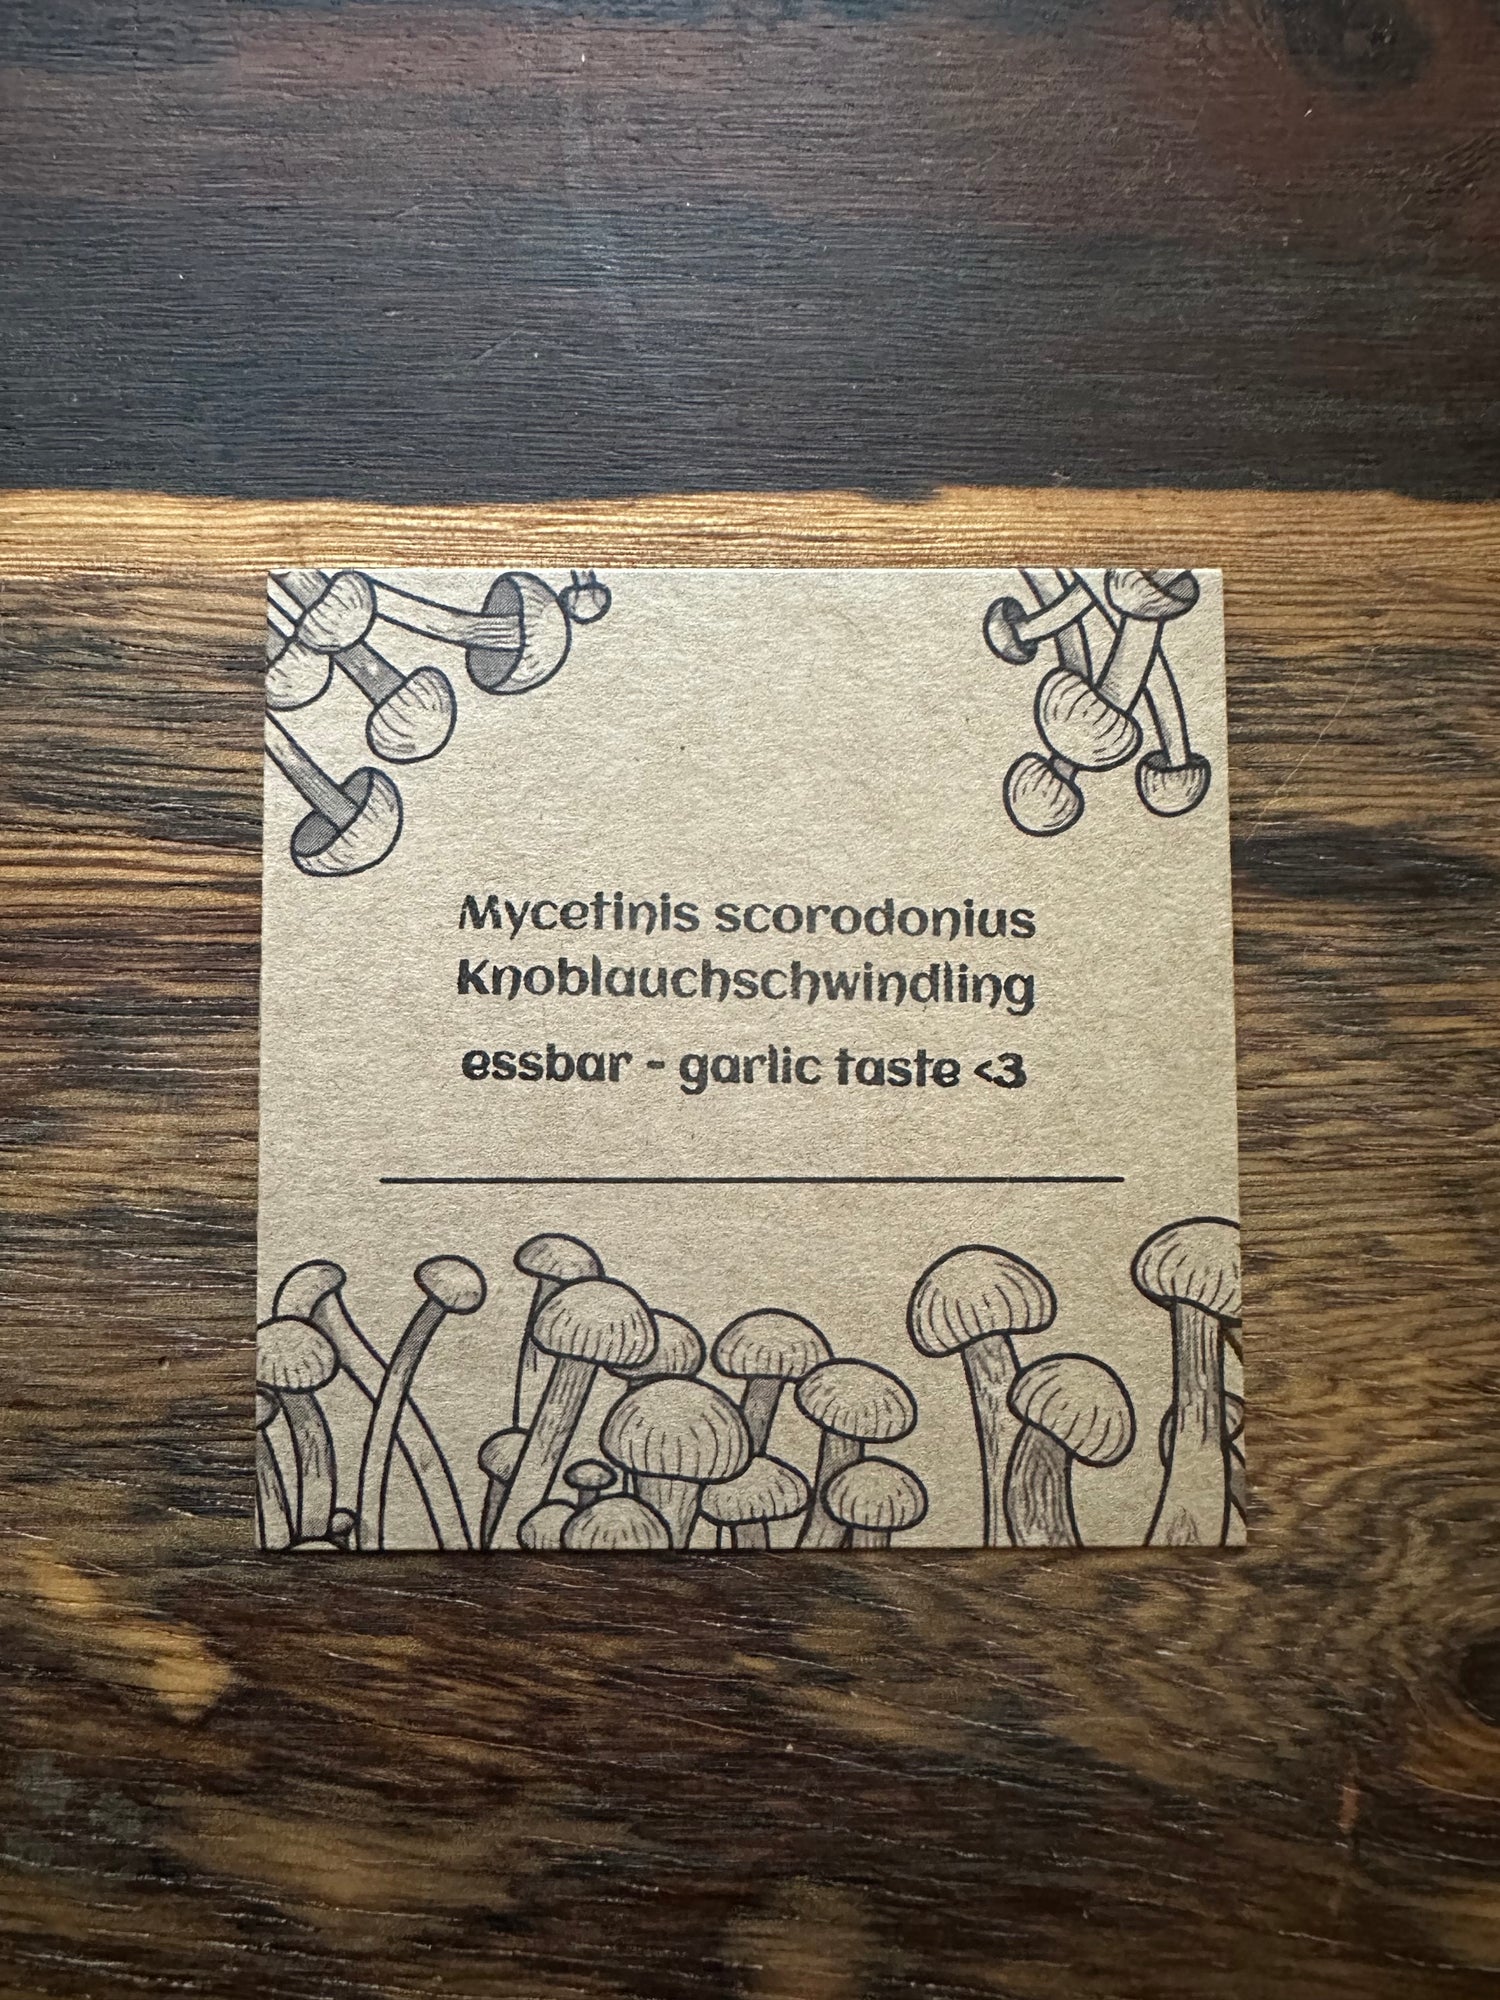 Mycetinis scorodonius
Knoblauchschwindling
essbar - garlic taste <3